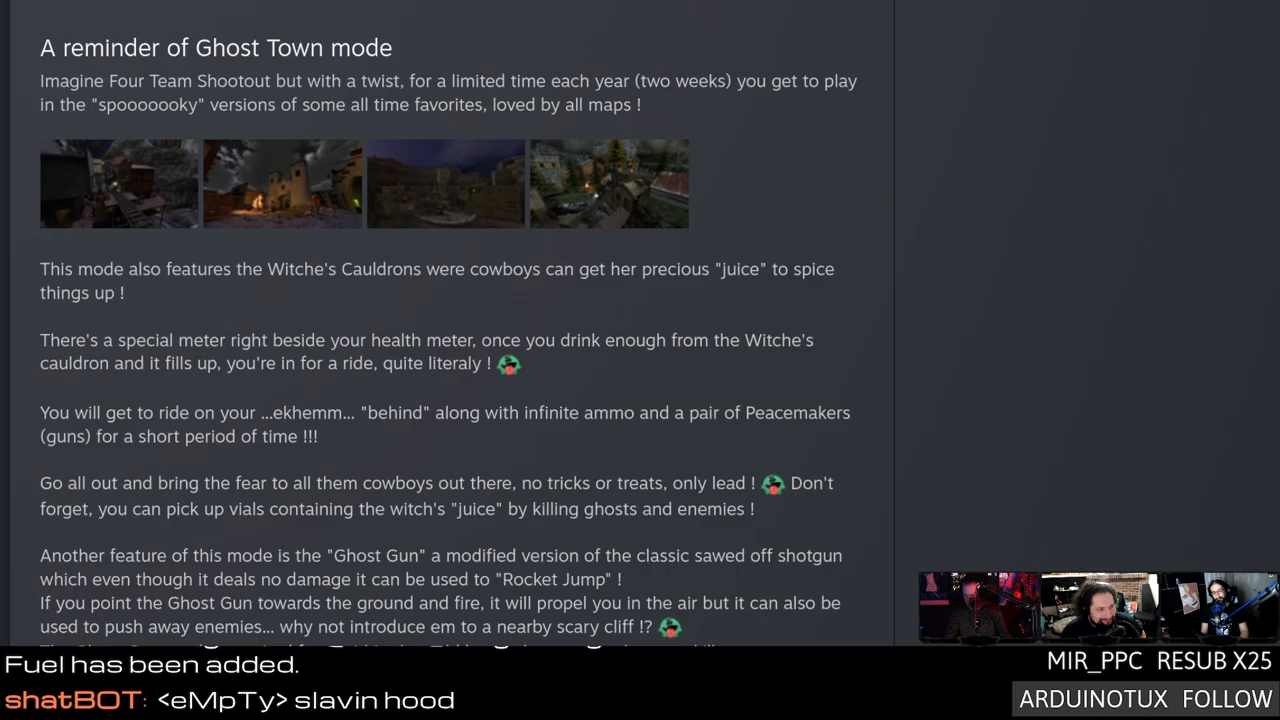 A reminder of Ghost Town mode
Imagine Four Team Shootout but with a twist, for a limited time each year (two weeks) you get to play
in the "spooooooky" versions of some all time favorites, loved by all maps !
This mode also features the Witche's Cauldrons were cowboys can get her precious "juice" to spice
things up !
There's a special meter right beside your health meter, once you drink enough from the Witche's
cauldron and it fills up, you're in for a ride, quite literaly !
You will get to ride on your ...ekhemm... "behind" along with infinite ammo and a pair of Peacemakers
(guns) for a short period of time !!!
Go all out and bring the fear to all them cowboys out there, no tricks or treats, only lead ! Don't
forget, you can pick up vials containing the witch's "juice" by killing ghosts and enemies !
Another feature of this mode is the "Ghost Gun" a modified version of the classic sawed off shotgun
which even though it deals no damage it can be used to "Rocket Jump" !
If you point the Ghost Gun towards the ground and fire, it will propel you in the air but it can also be
used to push away enemies... why not introduce em to a nearby scary cliff !?
Fuel has been added.
shatBOT: <eMpTy> slavin hood
MIR_PPC RESUB X25
ARDUINOTUX FOLLOW